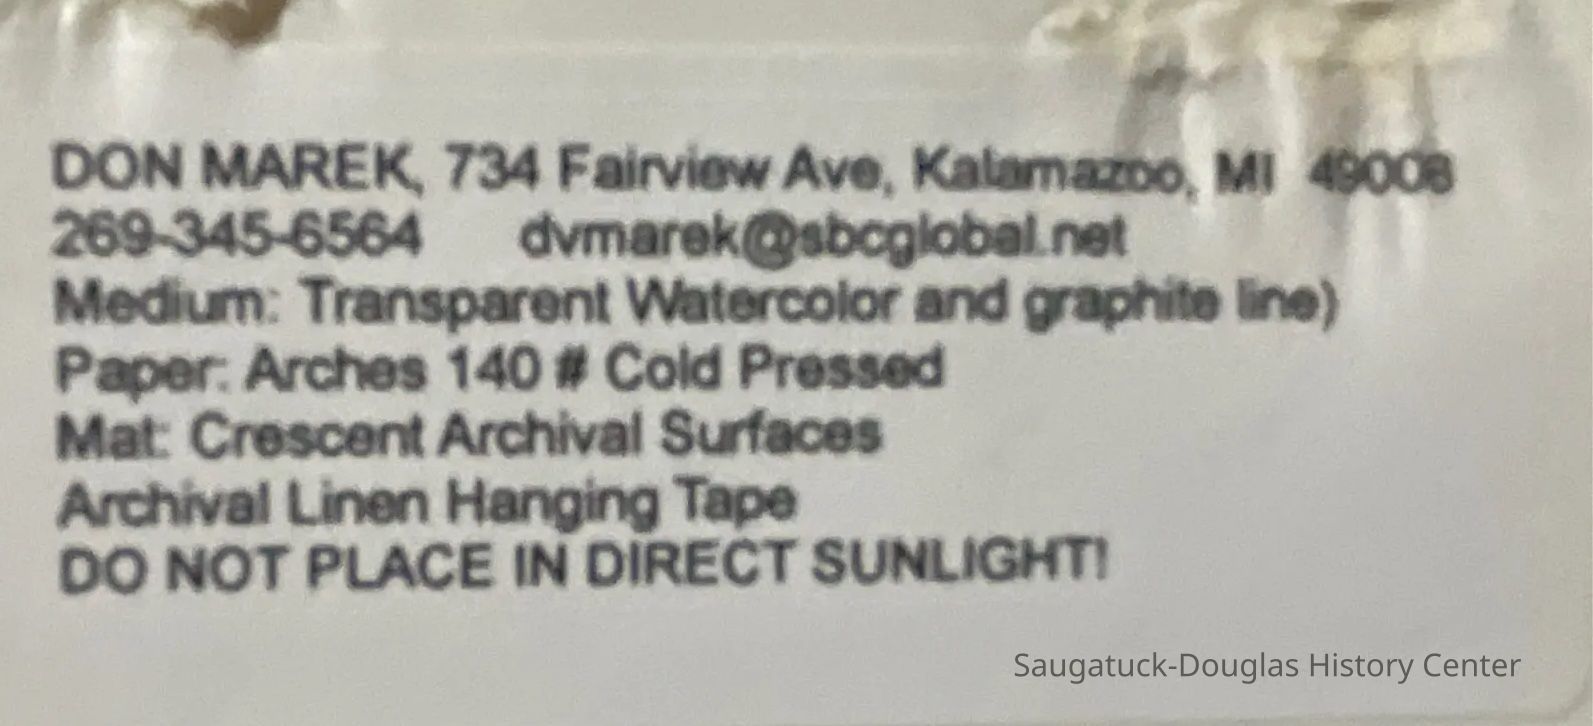 DON MAREK, 734 Fairview Ave, Kalamazoo, MI 49008
269-345-6564 dvmarek@sbcglobal.net
Medium: Transparent Watercolor and graphite line)
Paper: Arches 140 # Cold Pressed
Mat: Crescent Archival Surfaces
Archival Linen Hanging Tape
DO NOT PLACE IN DIRECT SUNLIGHT!
Saugatuck-Douglas History Center